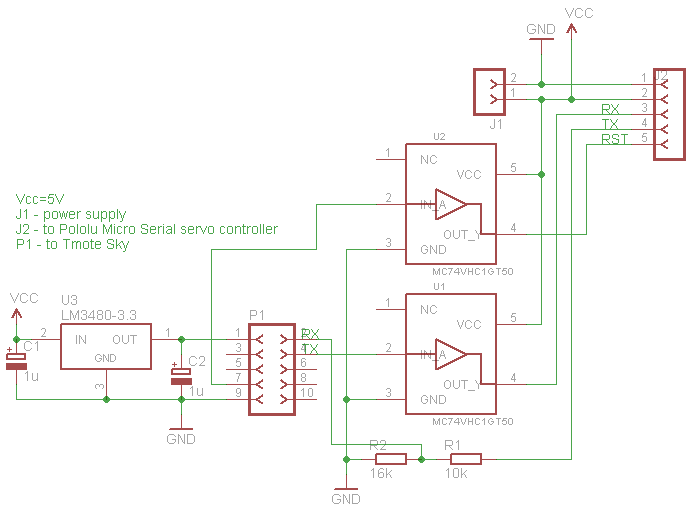 VCC
GND
J2
2
1
J1
1
2
RX 3
TX 4
RST 5
U2
1 NC
VCC 5
2 IN_A
OUT_Y 4
3 GND
MC74VHC1GT50
Vcc=5V
J1 - power supply
J2 - to Pololu Micro Serial servo controller
P1 - to Tmote Sky
U1
1 NC
VCC 5
2 IN_A
OUT_Y 4
3 GND
MC74VHC1GT50
VCC
U3
LM3480-3.3
2 IN OUT 1
GND
3
C1
+
1u
C2
+
1u
GND
P1
1 2 RX
3 4 TX
5 6
7 8
9 10
R2
16k
R1
10k
GND